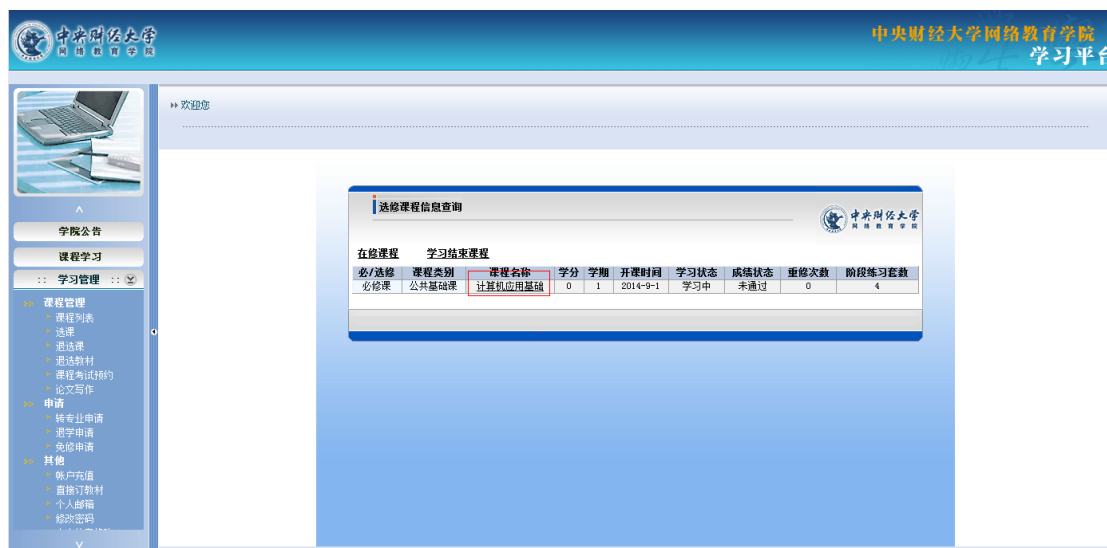 中央财经大学
网络教育学院
中央财经大学网络教育学院
学习平台
欢迎您
学院公告
课程学习
:: 学习管理 ::
课程管理
课程列表
选课
退选课
退选教材
课程考试预约
论文写作
申请
转专业申请
退学申请
免修申请
其他
帐户充值
直接订教材
个人邮箱
修改密码
选修课程信息查询
中央财经大学
网络教育学院
在修课程 学习结束课程
必/选修 课程类别 课程名称 学分 学期 开课时间 学习状态 成绩状态 重修次数 阶段练习套数
必修课 公共基础课 计算机应用基础 0 1 2014-9-1 学习中 未通过 0 4